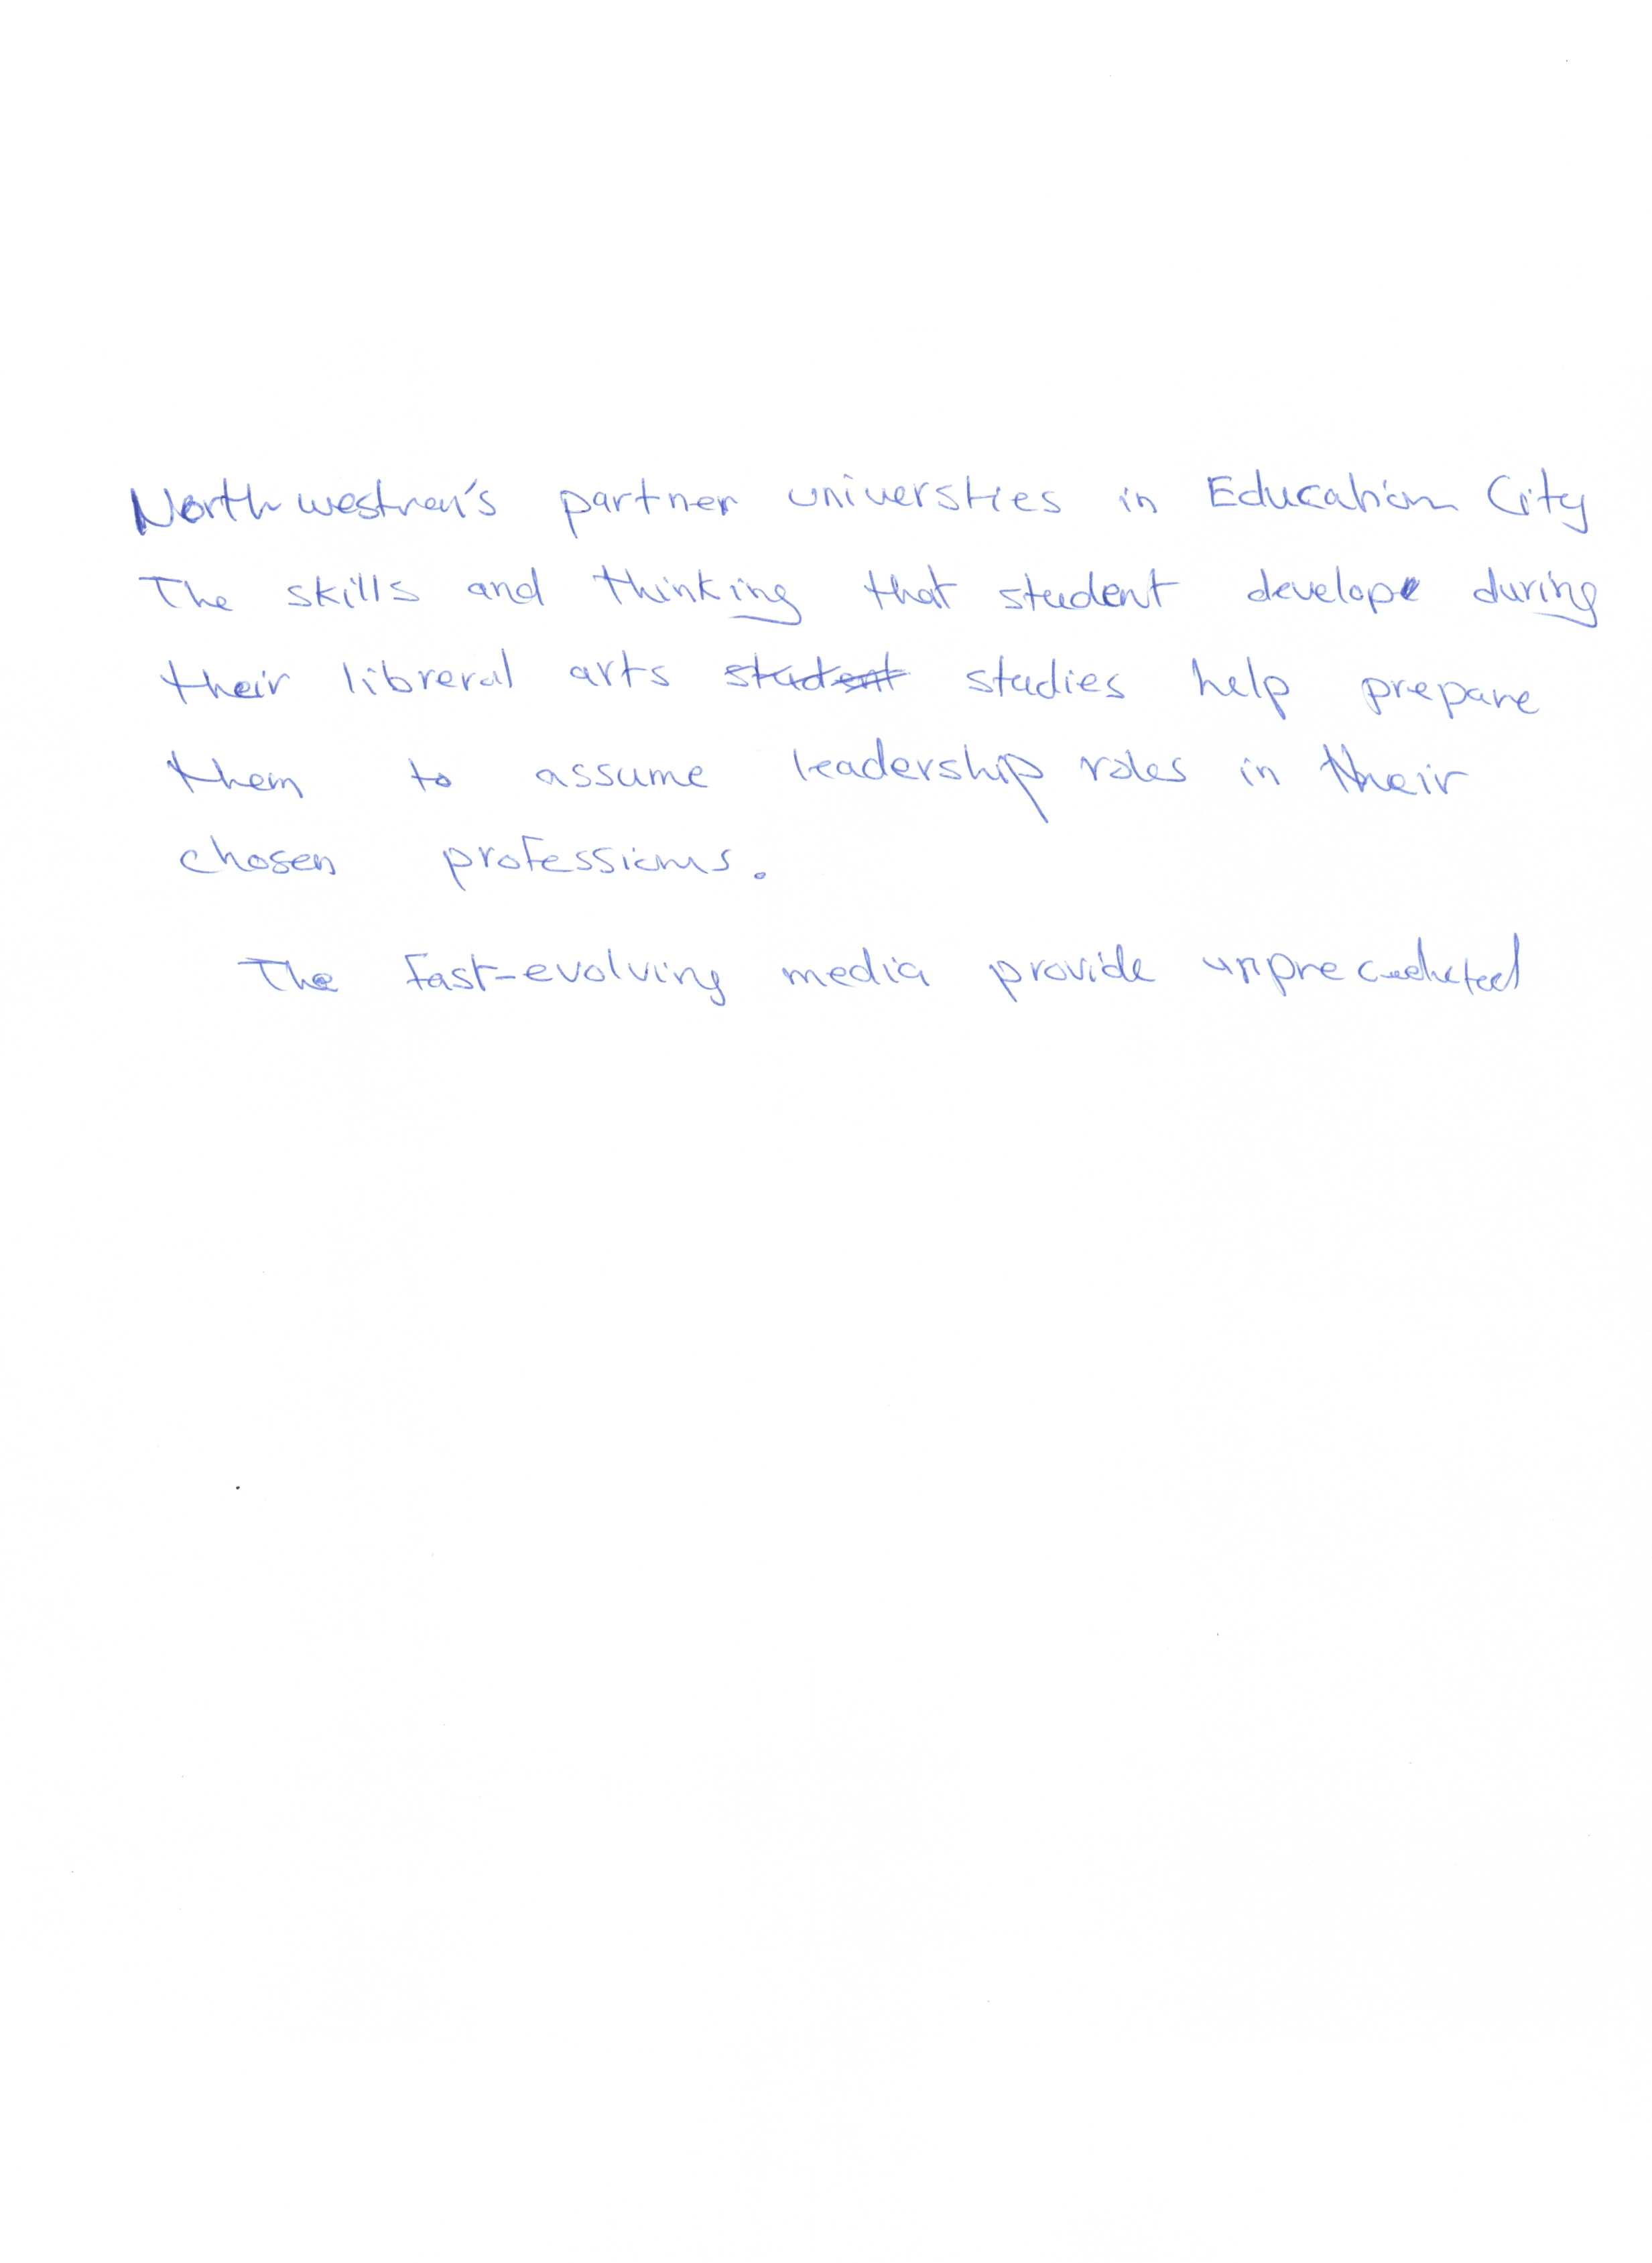 Northwestren's partner universties in Education City
The skills and thinking that student develope during
their libreral arts student studies help prepare
them to assume leadership roles in their
chosen professions.
The fast-evolving media provide